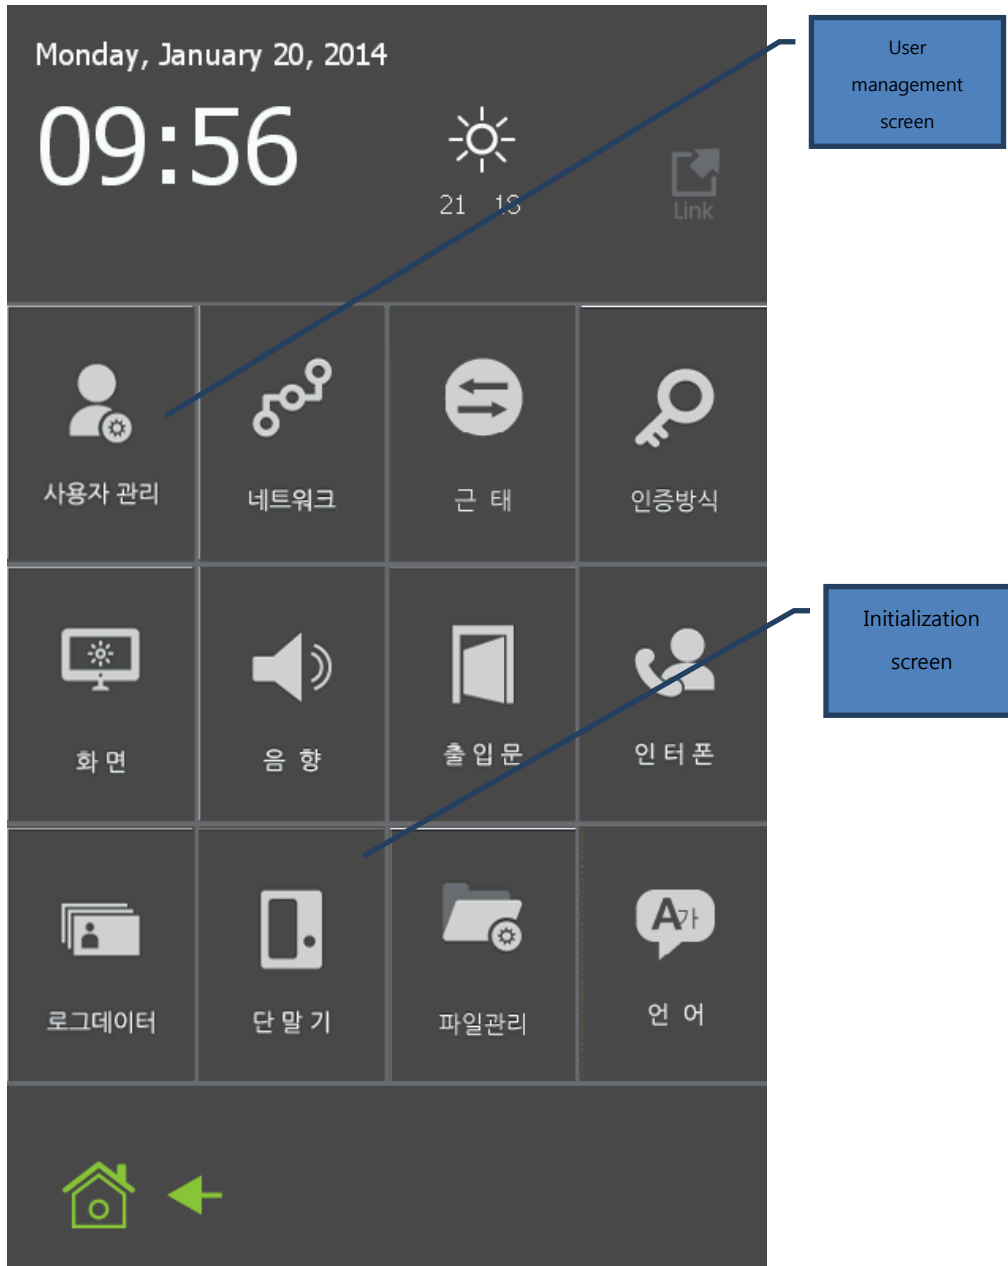 Monday, January 20, 2014
09:56
21 18
Link
User
management
screen
사용자 관리
네트워크
근 태
인증방식
화 면
음 향
출 입 문
인 터 폰
Initialization
screen
로그데이터
단 말 기
파일관리
A가
언 어